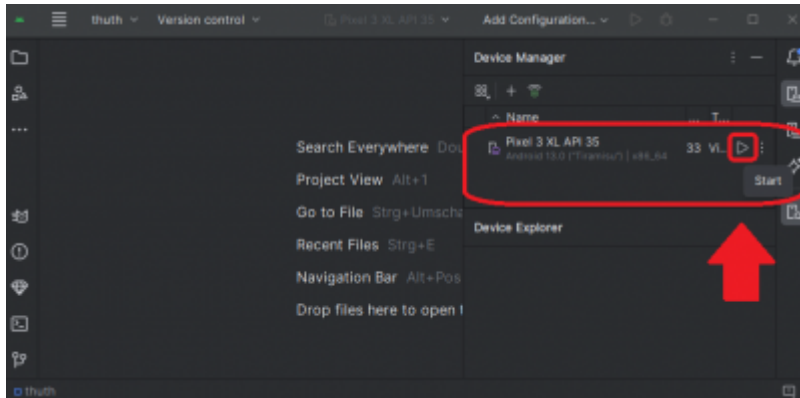 thuth
Version control
Pixel 3 XL API 35
Add Configuration...
Device Manager
Name
T...
Pixel 3 XL API 35
33
Vi...
Android 13.0 ("Tiramisu") | x86_64
Start
Search Everywhere Dou
Project View Alt+1
Go to File Strg+Umscha
Recent Files Strg+E
Navigation Bar Alt+Pos
Drop files here to open t
Device Explorer
thuth